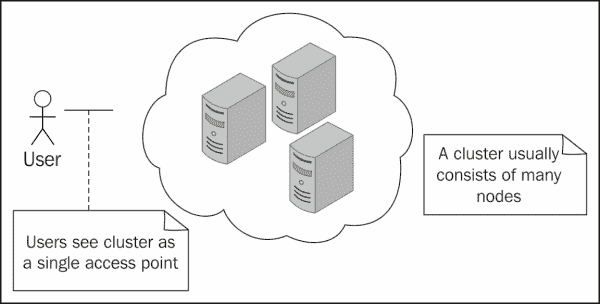 User
Users see cluster as
a single access point
A cluster usually
consists of many
nodes